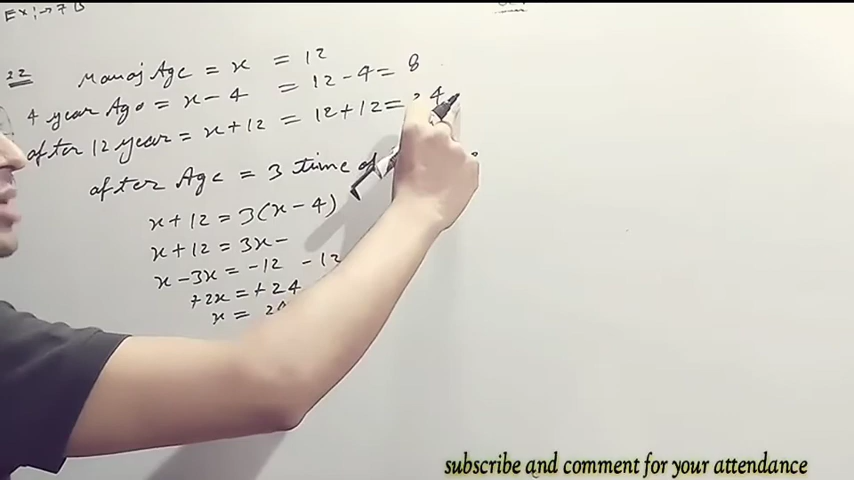 Ex:→7B
22
Manoj Age = x = 12
4 year Ago = x-4 = 12-4= 8
after 12 year = x+12 = 12+12= 24
after Age = 3 time of
x+12 = 3(x-4)
x+12 = 3x-
x-3x = -12 -12
+2x = +24
x =
subscribe and comment for your attendance